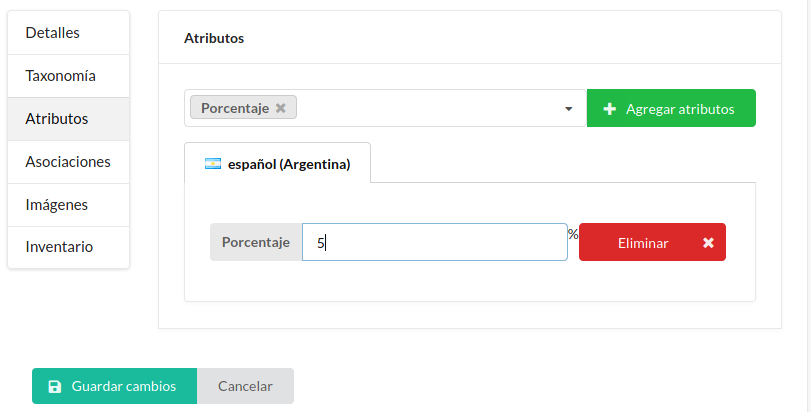 Detalles
Taxonomía
Atributos
Asociaciones
Imágenes
Inventario
Atributos
Porcentaje
Agregar atributos
español (Argentina)
Porcentaje 5 % Eliminar
Guardar cambios Cancelar